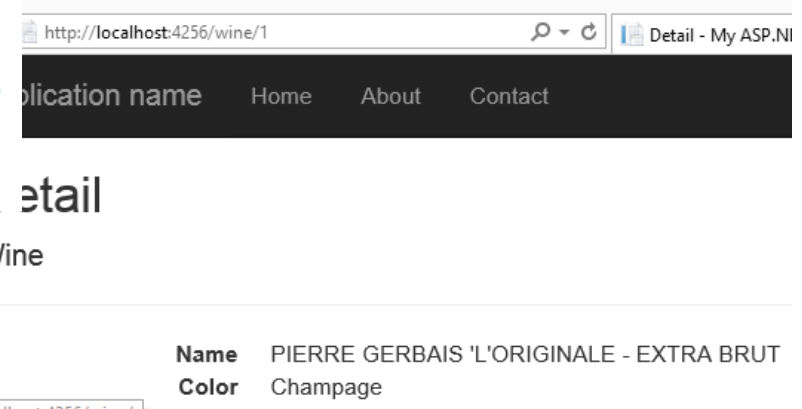 http://localhost:4256/wine/1 Detail - My ASP.N
plication name Home About Contact
etail
ine
Name PIERRE GERBAIS 'L'ORIGINALE - EXTRA BRUT
Color Champage